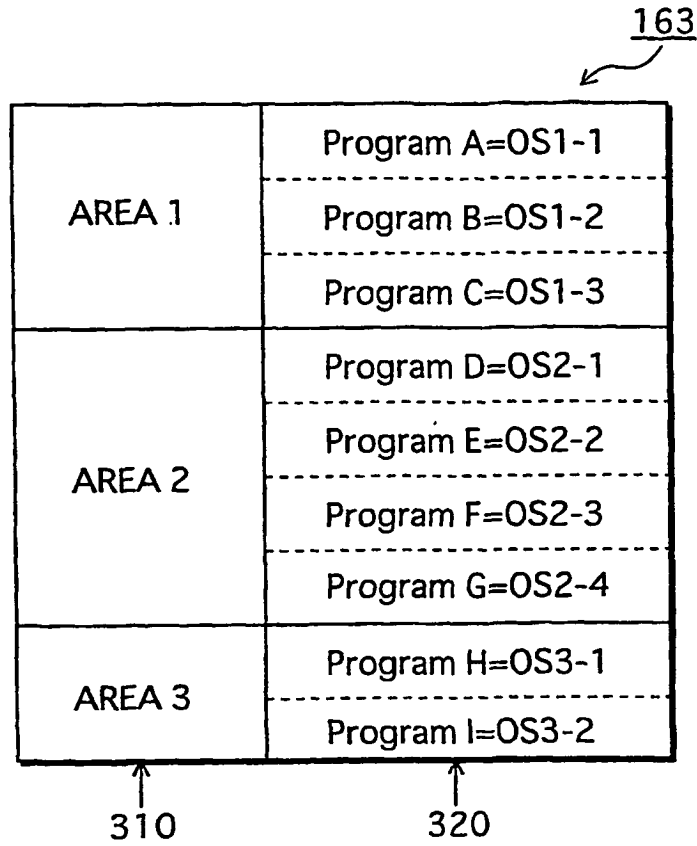 163
AREA 1
Program A=OS1-1
Program B=OS1-2
Program C=OS1-3
AREA 2
Program D=OS2-1
Program E=OS2-2
Program F=OS2-3
Program G=OS2-4
AREA 3
Program H=OS3-1
Program I=OS3-2
310
320